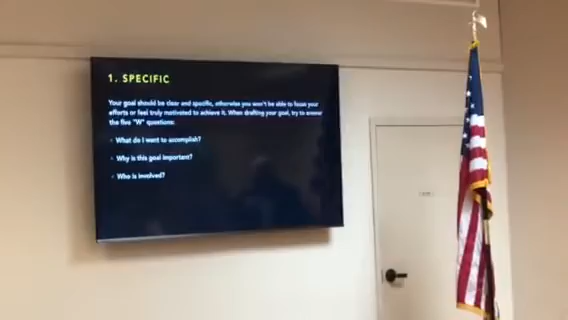 1. SPECIFIC
Your goal should be clear and specific, otherwise you won't be able to focus your
efforts or feel truly motivated to achieve it. When drafting your goal, try to answer
the five "W" questions:
• What do I want to accomplish?
• Why is this goal important?
• Who is involved?